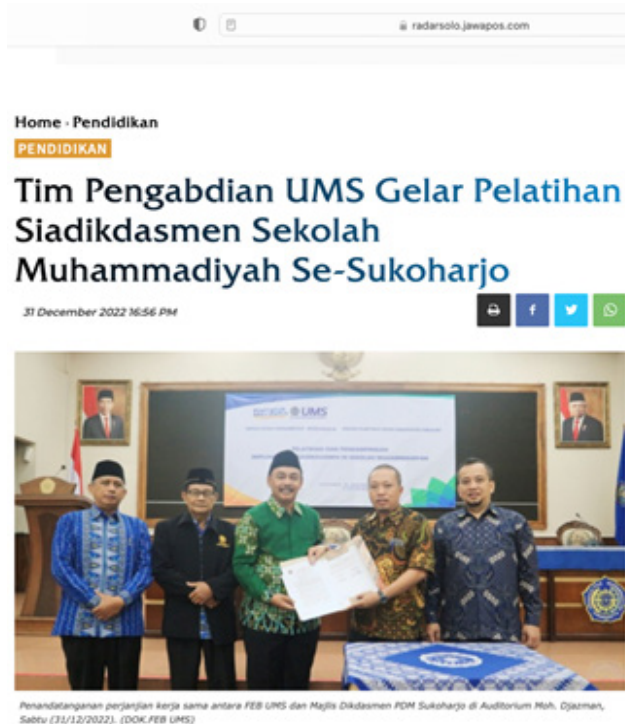 radarsolo.jawapos.com
Home › Pendidikan
PENDIDIKAN
Tim Pengabdian UMS Gelar Pelatihan
Siadikdasmen Sekolah
Muhammadiyah Se-Sukoharjo
31 December 2022 16:56 PM
UMS
Penandatanganan perjanjian kerja sama antara FEB UMS dan Majlis Dikdasmen PDM Sukoharjo di Auditorium Moh. Djazman,
Sabtu (31/12/2022). (DOK.FEB UMS)